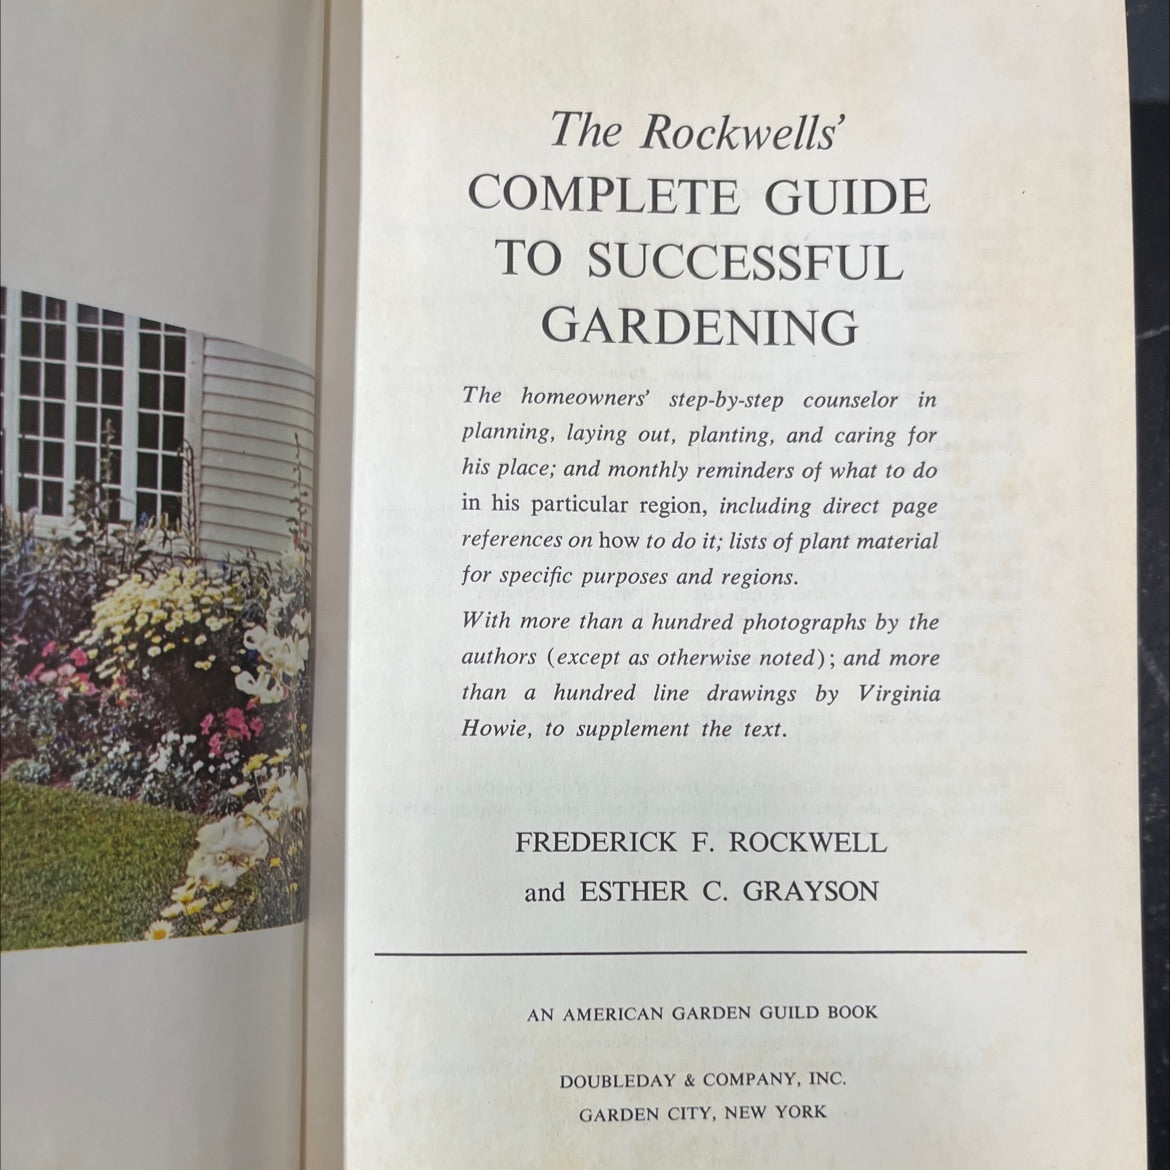 The Rockwells'
COMPLETE GUIDE
TO SUCCESSFUL
GARDENING
The homeowners' step-by-step counselor in
planning, laying out, planting, and caring for
his place; and monthly reminders of what to do
in his particular region, including direct page
references on how to do it; lists of plant material
for specific purposes and regions.
With more than a hundred photographs by the
authors (except as otherwise noted); and more
than a hundred line drawings by Virginia
Howie, to supplement the text.
FREDERICK F. ROCKWELL
and ESTHER C. GRAYSON
AN AMERICAN GARDEN GUILD BOOK
DOUBLEDAY & COMPANY, INC.
GARDEN CITY, NEW YORK